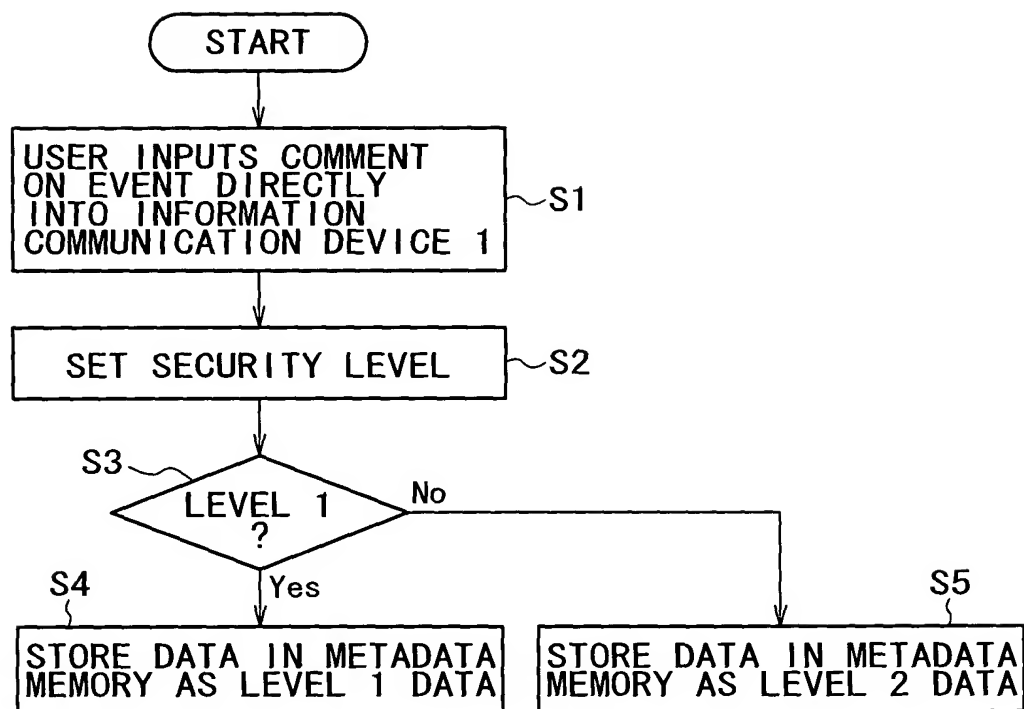 START
USER INPUTS COMMENT
ON EVENT DIRECTLY
INTO INFORMATION
COMMUNICATION DEVICE 1
S1
SET SECURITY LEVEL
S2
S3
LEVEL 1
?
No
Yes
S4
STORE DATA IN METADATA
MEMORY AS LEVEL 1 DATA
S5
STORE DATA IN METADATA
MEMORY AS LEVEL 2 DATA